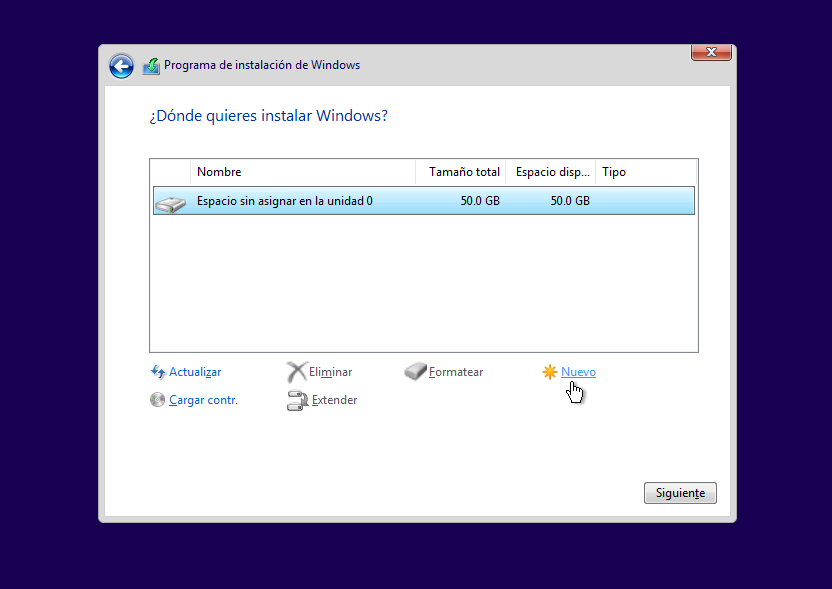 Programa de instalación de Windows
¿Dónde quieres instalar Windows?
Nombre Tamaño total Espacio disp... Tipo
Espacio sin asignar en la unidad 0 50.0 GB 50.0 GB
Actualizar Eliminar Formatear Nuevo
Cargar contr. Extender
Siguiente